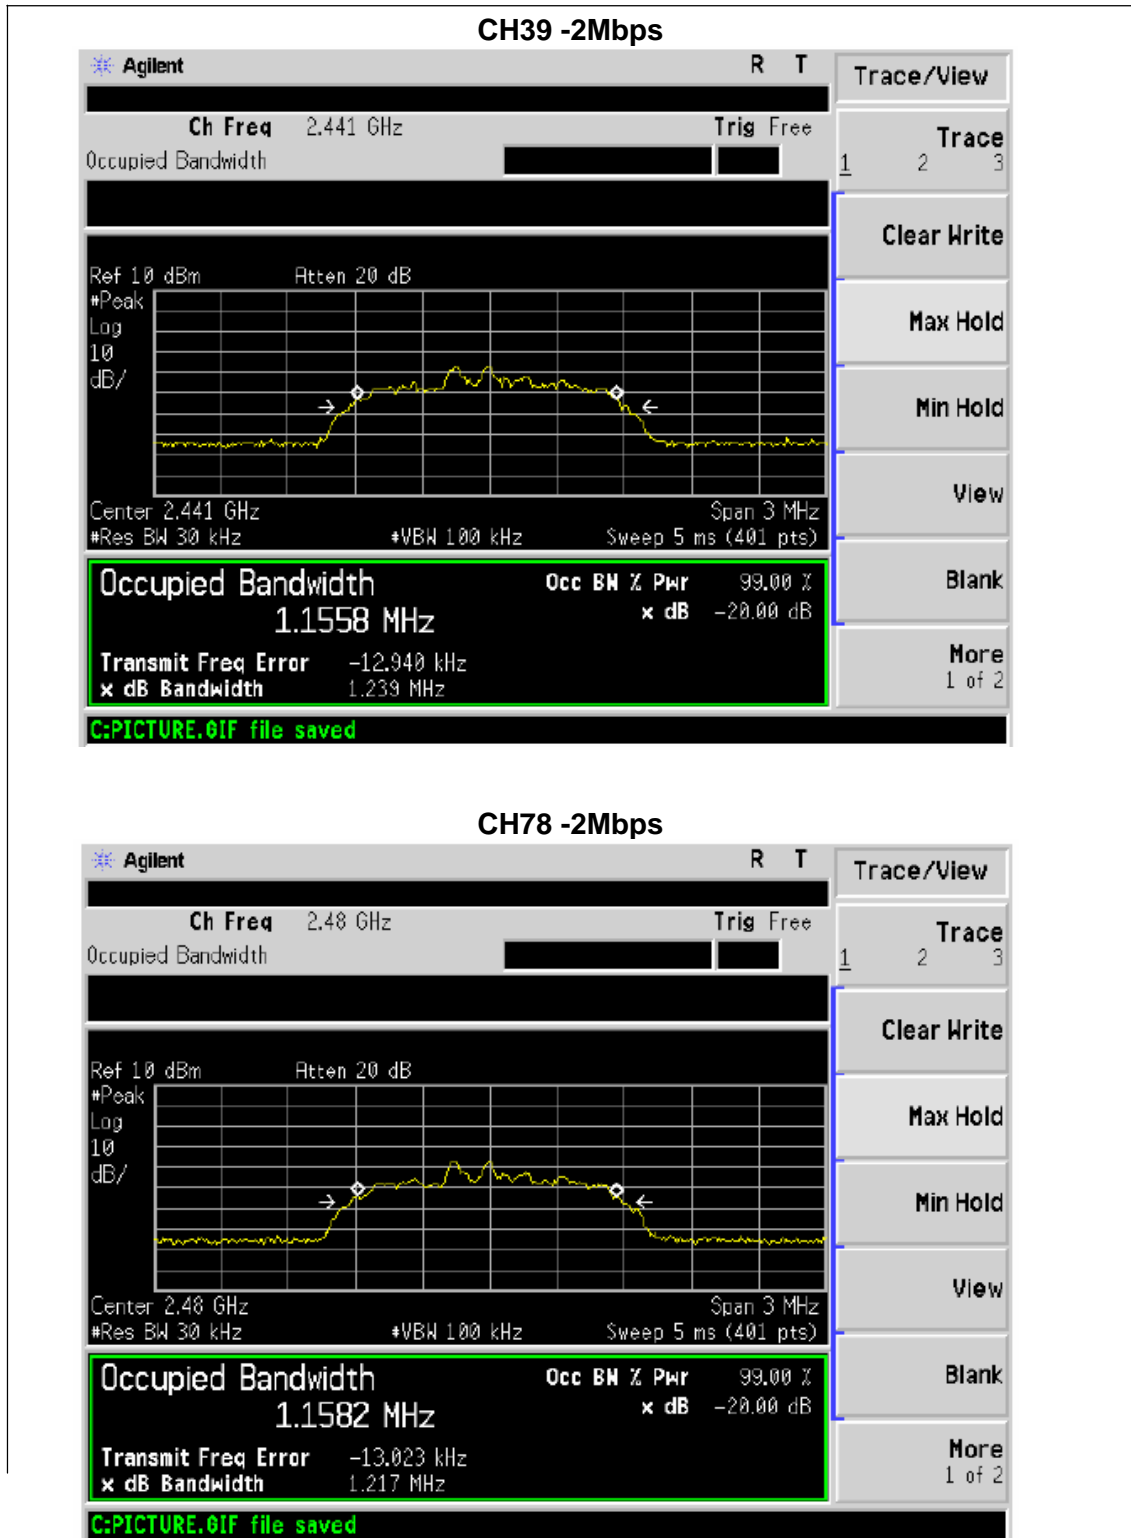 CH39 -2Mbps
Agilent R T
Trace/View
Ch Freq 2.441 GHz Trig Free
Occupied Bandwidth
Trace
1 2 3
Clear Write
Ref 10 dBm Atten 20 dB
#Peak
Log
10
dB/
Max Hold
Min Hold
View
Center 2.441 GHz Span 3 MHz
#Res BW 30 kHz #VBW 100 kHz Sweep 5 ms (401 pts)
Occupied Bandwidth Occ BW % Pwr 99.00 %
1.1558 MHz x dB -20.00 dB
Blank
Transmit Freq Error -12.940 kHz
x dB Bandwidth 1.239 MHz
More
1 of 2
C:PICTURE.GIF file saved
CH78 -2Mbps
Agilent R T
Trace/View
Ch Freq 2.48 GHz Trig Free
Occupied Bandwidth
Trace
1 2 3
Clear Write
Ref 10 dBm Atten 20 dB
#Peak
Log
10
dB/
Max Hold
Min Hold
View
Center 2.48 GHz Span 3 MHz
#Res BW 30 kHz #VBW 100 kHz Sweep 5 ms (401 pts)
Occupied Bandwidth Occ BW % Pwr 99.00 %
1.1582 MHz x dB -20.00 dB
Blank
Transmit Freq Error -13.023 kHz
x dB Bandwidth 1.217 MHz
More
1 of 2
C:PICTURE.GIF file saved